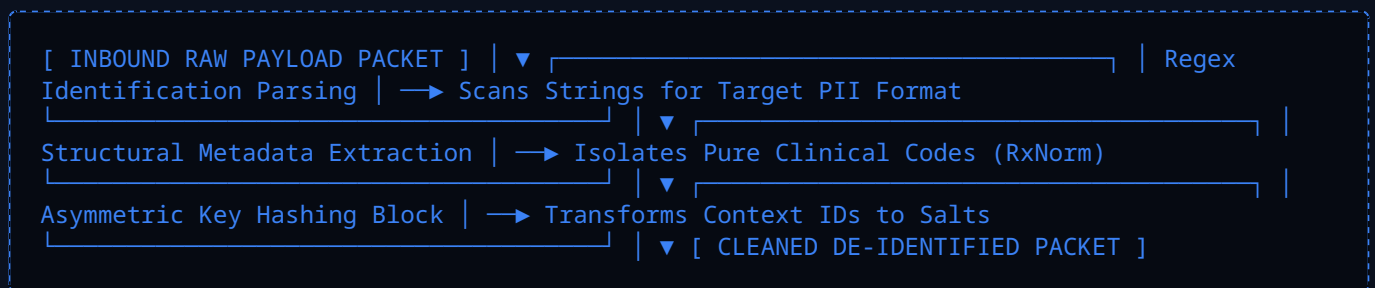 [ INBOUND RAW PAYLOAD PACKET ] │ ▼ ┌───────────────────────────────────────┐ │ Regex
Identification Parsing │ ──► Scans Strings for Target PII Format
└───────────────────────────────────────┘ │ ▼ ┌───────────────────────────────────────┐ │
Structural Metadata Extraction │ ──► Isolates Pure Clinical Codes (RxNorm)
└───────────────────────────────────────┘ │ ▼ ┌───────────────────────────────────────┐ │
Asymmetric Key Hashing Block │ ──► Transforms Context IDs to Salts
└───────────────────────────────────────┘ │ ▼ [ CLEANED DE-IDENTIFIED PACKET ]